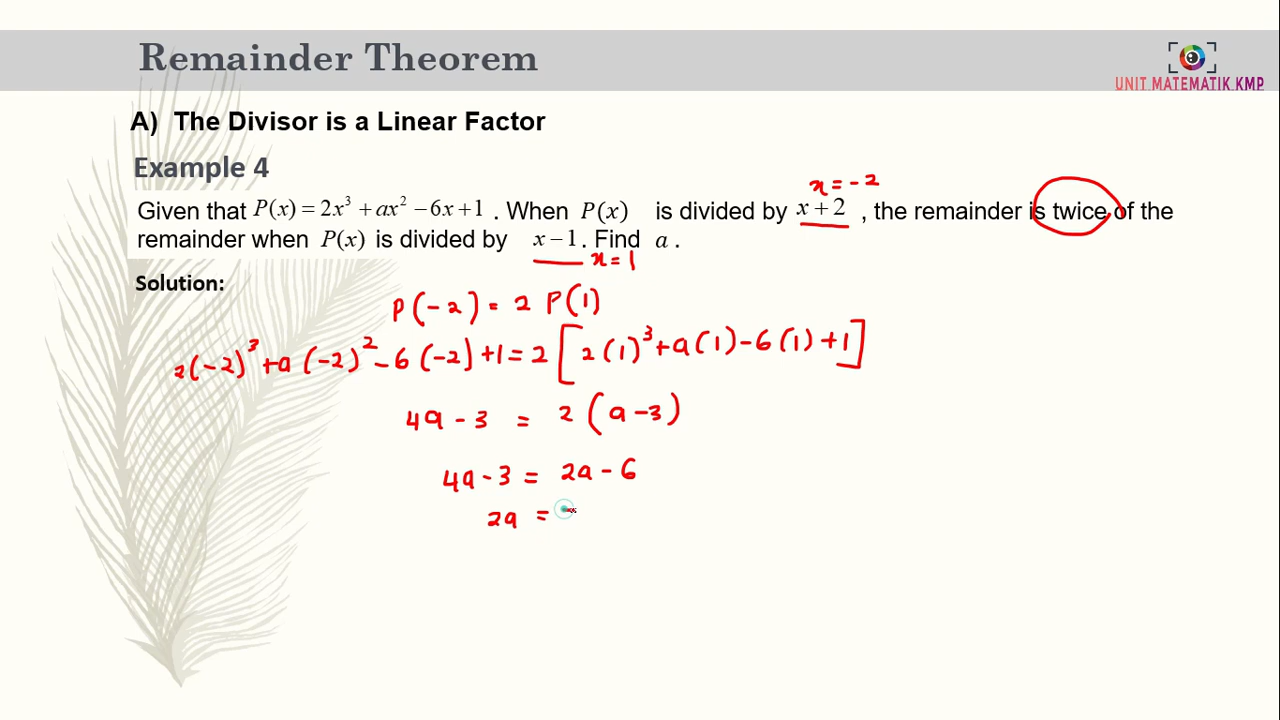 Remainder Theorem
UNIT MATEMATIK KMP
A) The Divisor is a Linear Factor
Example 4
x = -2
Given that P(x) = 2x³ + ax² − 6x + 1 . When P(x) is divided by x + 2 , the remainder is twice of the
remainder when P(x) is divided by x − 1 . Find a .
x = 1
Solution:
P(-2) = 2 P(1)
2(-2)³ + a(-2)² - 6(-2) + 1 = 2[2(1)³ + a(1) - 6(1) + 1]
4a - 3 = 2(a - 3)
4a - 3 = 2a - 6
2a = -